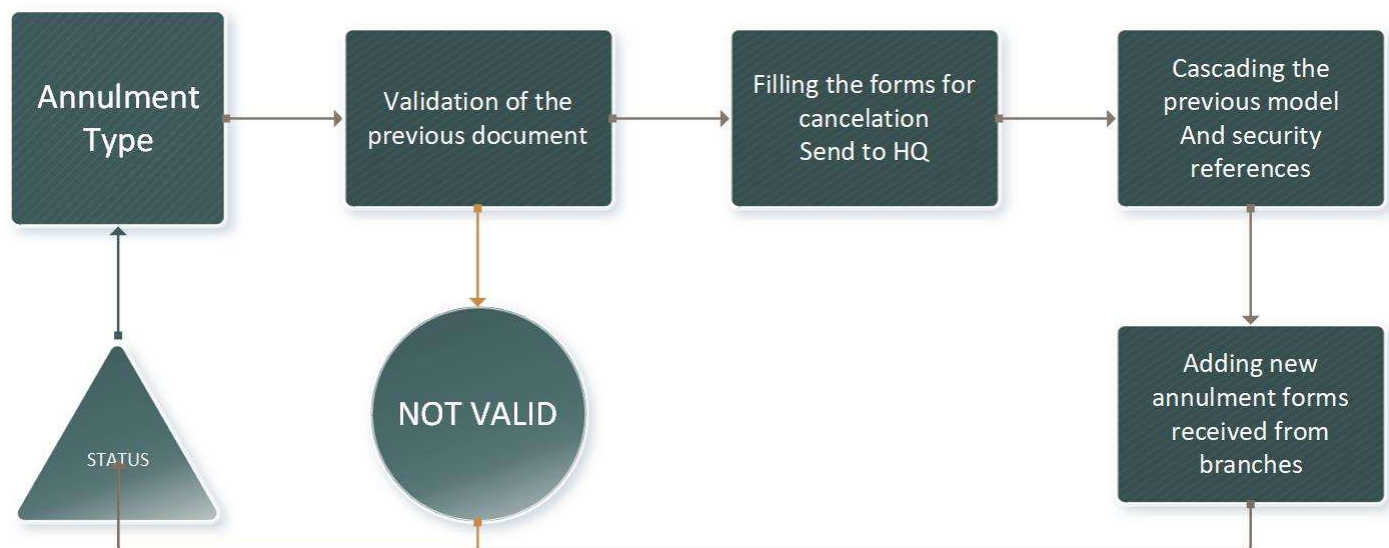 Annulment
Type
Validation of the
previous document
Filling the forms for
cancelation
Send to HQ
Cascading the
previous model
And security
references
STATUS
NOT VALID
Adding new
annulment forms
received from
branches